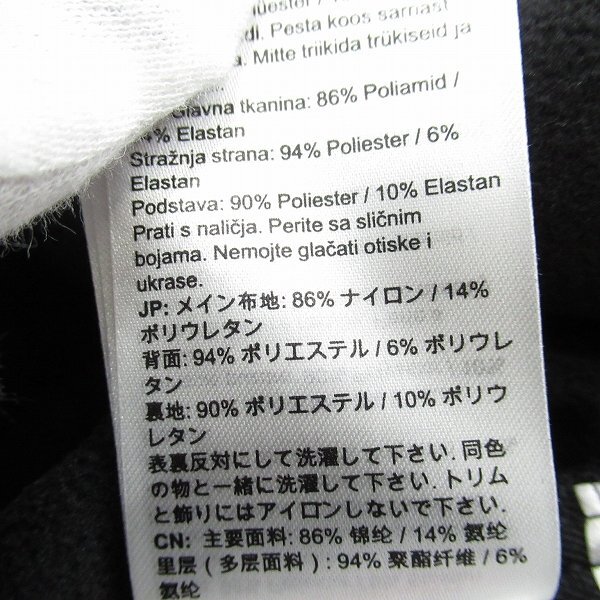 di. Pesta koos sarnast
. Mitte triikida trükiseid ja
Glavna tkanina: 86% Poliamid /
% Elastan
Stražnja strana: 94% Poliester / 6%
Elastan
Podstava: 90% Poliester / 10% Elastan
Prati s naličja. Perite sa sličnim
bojama. Nemojte glačati otiske i
ukrase.
JP: メイン布地: 86% ナイロン / 14%
ポリウレタン
背面: 94% ポリエステル / 6% ポリウレ
タン
裏地: 90% ポリエステル / 10% ポリウ
レタン
表裏反対にして洗濯して下さい. 同色
の物と一緒に洗濯して下さい. トリム
と飾りにはアイロンしないで下さい.
CN: 主要面料: 86% 锦纶 / 14% 氨纶
里层 (多层面料) : 94% 聚酯纤维 / 6%
氨纶